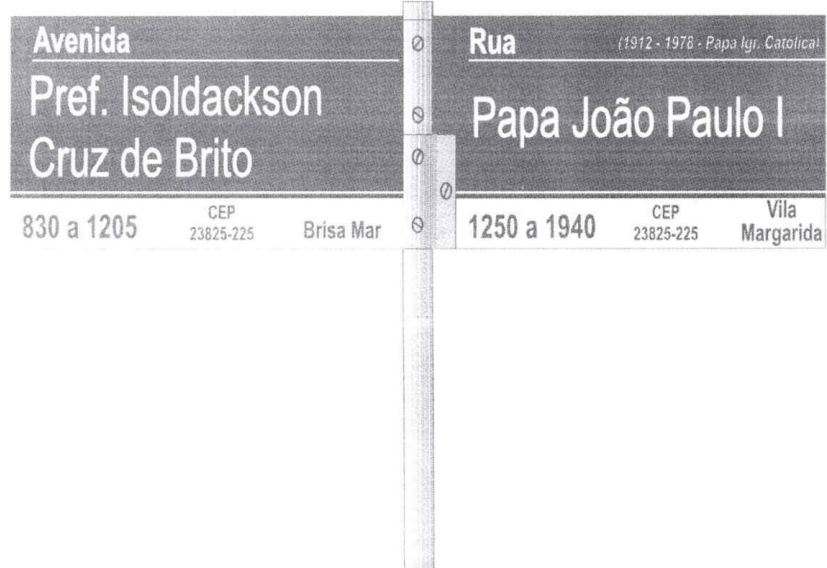 Avenida
Pref. Isoldackson
Cruz de Brito
830 a 1205
CEP
23825-225
Brisa Mar
Rua
(1912 - 1978 - Papa Igr. Catolica)
Papa João Paulo I
1250 a 1940
CEP
23825-225
Vila
Margarida